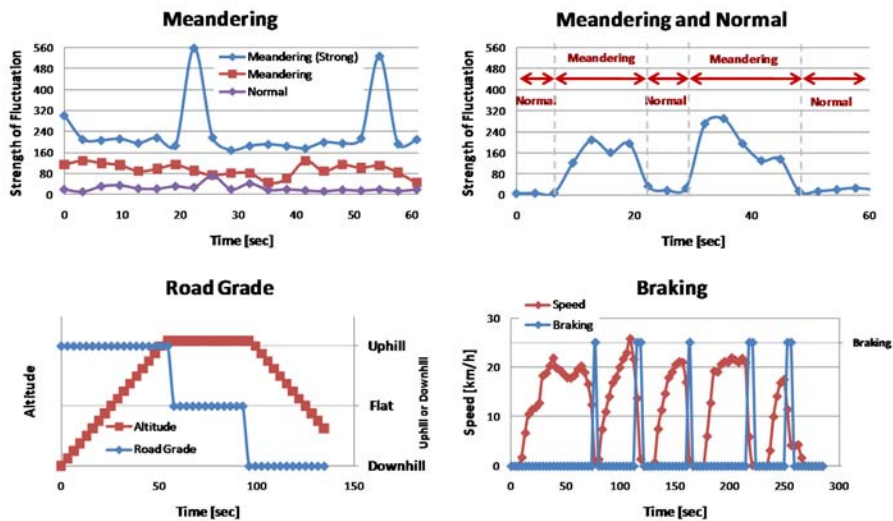 Meandering
Strength of Fluctuation
560
480
400
320
240
160
80
0
Meandering (Strong)
Meandering
Normal
0 10 20 30 40 50 60
Time [sec]
Meandering and Normal
Strength of Fluctuation
560
480
400
320
240
160
80
0
Meandering
Meandering
Normal
Normal
Normal
0 20 40 60
Time [sec]
Road Grade
Altitude
Altitude
Road Grade
Uphill
Flat
Downhill
Uphill or Downhill
0 50 100 150
Time [sec]
Braking
Speed
Braking
Speed [km/h]
30
20
10
0
Braking
0 50 100 150 200 250 300
Time [sec]